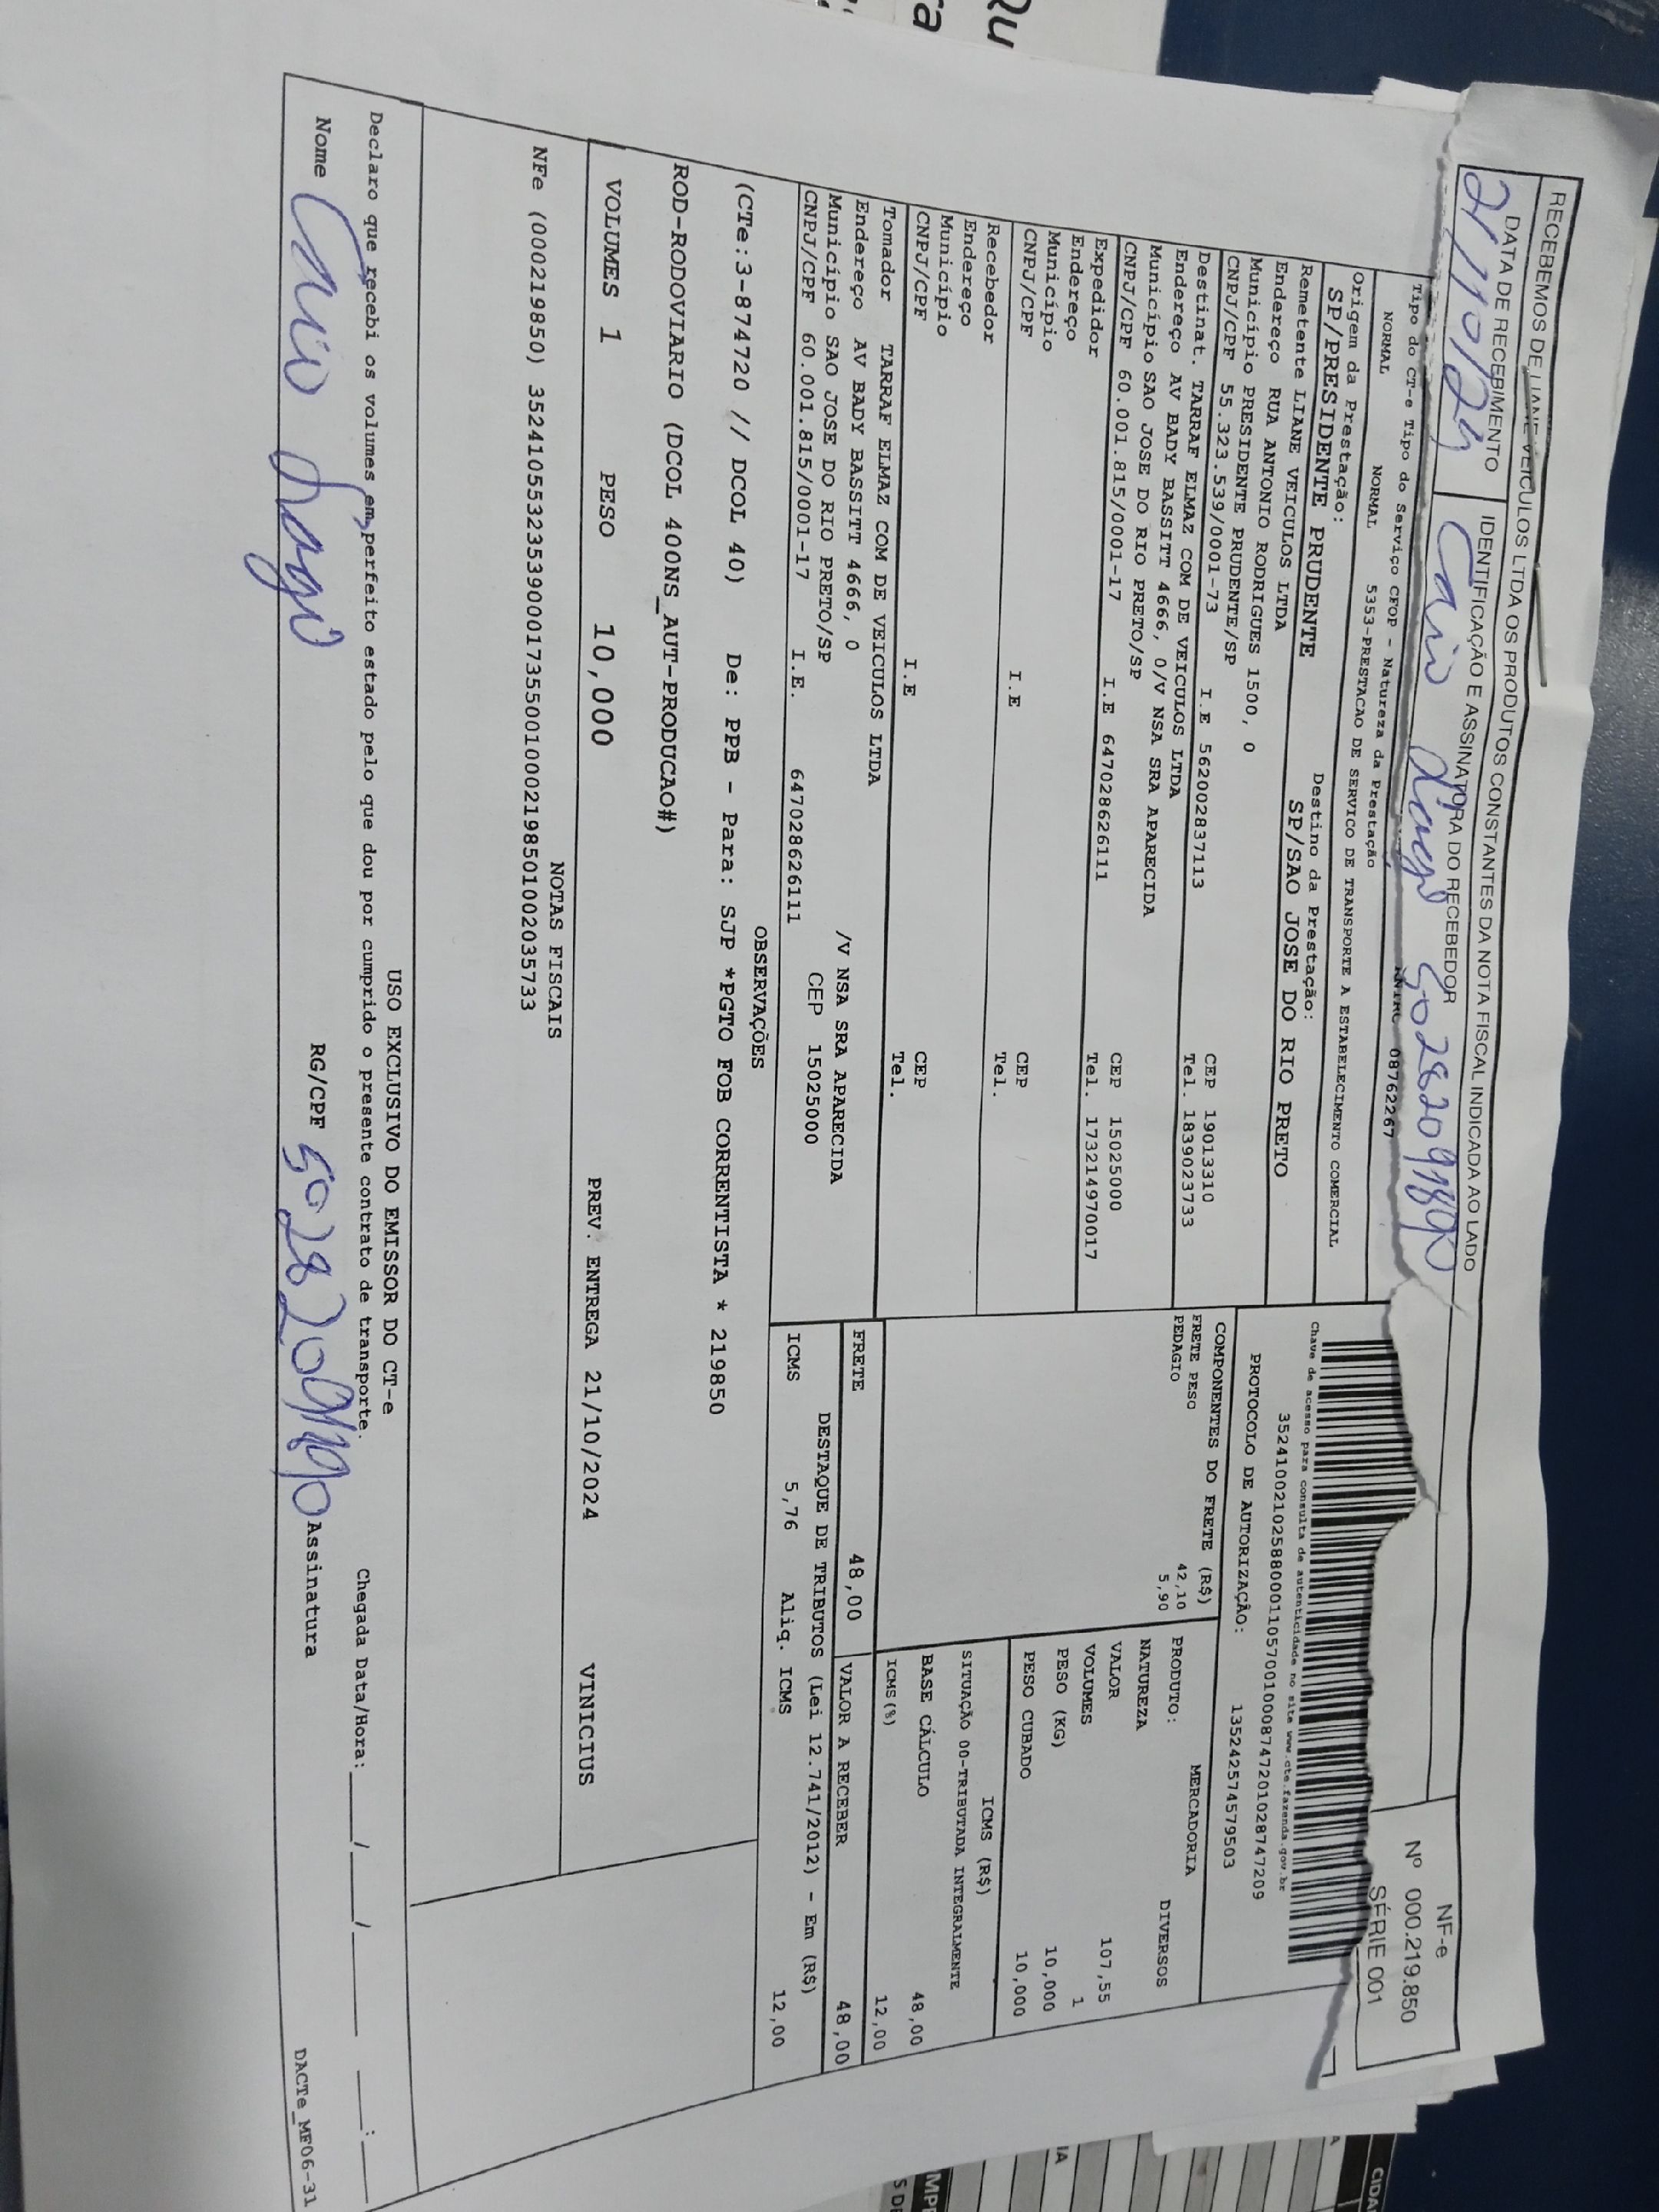 RECEBEMOS DE LIANE VEICULOS LTDA OS PRODUTOS CONSTANTES DA NOTA FISCAL INDICADA AO LADO
DATA DE RECEBIMENTO
IDENTIFICAÇÃO E ASSINATURA DO RECEBEDOR
21/10/24
Caio
NF-e
Nº 000.219.850
SÉRIE 001
Tipo do CT-e Tipo do Serviço CFOP - Natureza da Prestação
08762267
NORMAL NORMAL 5353-PRESTACAO DE SERVICO DE TRANSPORTE A ESTABELECIMENTO COMERCIAL
Origem da Prestação: Destino da Prestação:
SP/PRESIDENTE PRUDENTE SP/SAO JOSE DO RIO PRETO
Remetente LIANE VEICULOS LTDA
Endereço RUA ANTONIO RODRIGUES 1500, 0
Município PRESIDENTE PRUDENTE/SP CEP 19013310
CNPJ/CPF 55.323.539/0001-73 I.E 562002837113 Tel. 1839023733
Destinat. TARRAF ELMAZ COM DE VEICULOS LTDA
Endereço AV BADY BASSITT 4666, 0/V NSA SRA APARECIDA
Município SAO JOSE DO RIO PRETO/SP CEP 15025000
CNPJ/CPF 60.001.815/0001-17 I.E 647028626111 Tel. 173214970017
Expedidor
Endereço
Município CEP
CNPJ/CPF I.E Tel.
Recebedor
Endereço
Município CEP
CNPJ/CPF I.E Tel.
Tomador TARRAF ELMAZ COM DE VEICULOS LTDA
Endereço AV BADY BASSITT 4666, 0 /V NSA SRA APARECIDA
Município SAO JOSE DO RIO PRETO/SP CEP 15025000
CNPJ/CPF 60.001.815/0001-17 I.E. 647028626111
Chave de acesso para consulta de autenticidade no site www.cte.fazenda.gov.br
35241002102588000110570010008747201028747209
PROTOCOLO DE AUTORIZAÇÃO: 135242574579503
COMPONENTES DO FRETE (R$)
FRETE PESO 42,10
PEDAGIO 5,90
MERCADORIA
PRODUTO: DIVERSOS
NATUREZA
VALOR 107,55
VOLUMES 1
PESO (KG) 10,000
PESO CUBADO 10,000
ICMS (R$)
SITUAÇÃO 00-TRIBUTADA INTEGRALMENTE
BASE CÁLCULO 48,00
ICMS(%) 12,00
FRETE 48,00 VALOR A RECEBER 48,00
DESTAQUE DE TRIBUTOS (Lei 12.741/2012) - Em (R$)
ICMS 5,76 Aliq. ICMS 12,00
OBSERVAÇÕES
(CTe:3-874720 // DCOL 40) De: PPB - Para: SJP *PGTO FOB CORRENTISTA * 219850
ROD-RODOVIARIO (DCOL 400NS_AUT-PRODUCAO#)
VOLUMES 1 PESO 10,000 PREV. ENTREGA 21/10/2024 VINICIUS
NOTAS FISCAIS
NFe (000219850) 35241055323539000173550010002198501002035733
USO EXCLUSIVO DO EMISSOR DO CT-e
Declaro que recebi os volumes em perfeito estado pelo que dou por cumprido o presente contrato de transporte. Chegada Data/Hora: ___/___/_____ ___:___
Nome Caio RG/CPF Assinatura
DACTe_MF06-31